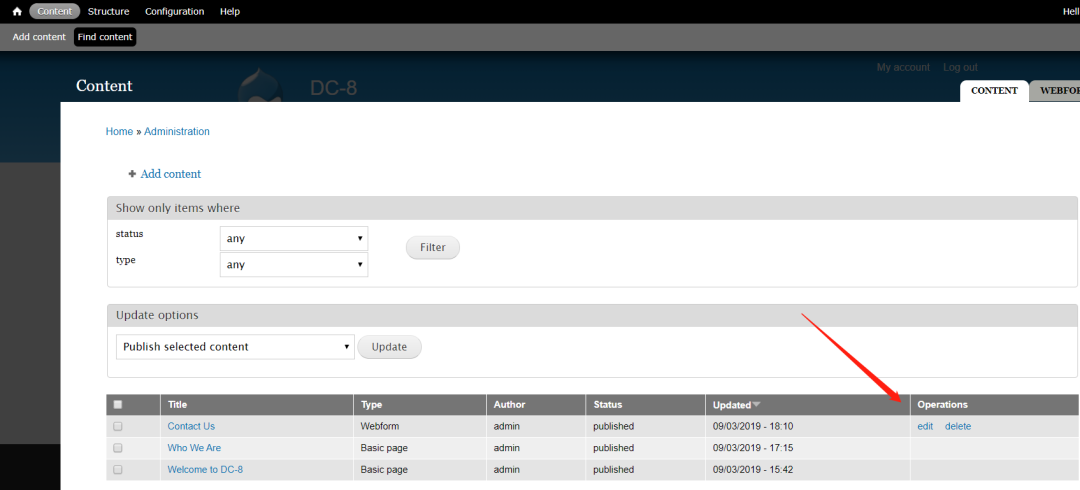 Content Structure Configuration Help Hell
Add content Find content
My account Log out
Content DC-8
CONTENT WEBFOR
Home » Administration
Add content
Show only items where
status any
type any
Filter
Update options
Publish selected content Update
Title Type Author Status Updated Operations
Contact Us Webform admin published 09/03/2019 - 18:10 edit delete
Who We Are Basic page admin published 09/03/2019 - 17:15
Welcome to DC-8 Basic page admin published 09/03/2019 - 15:42